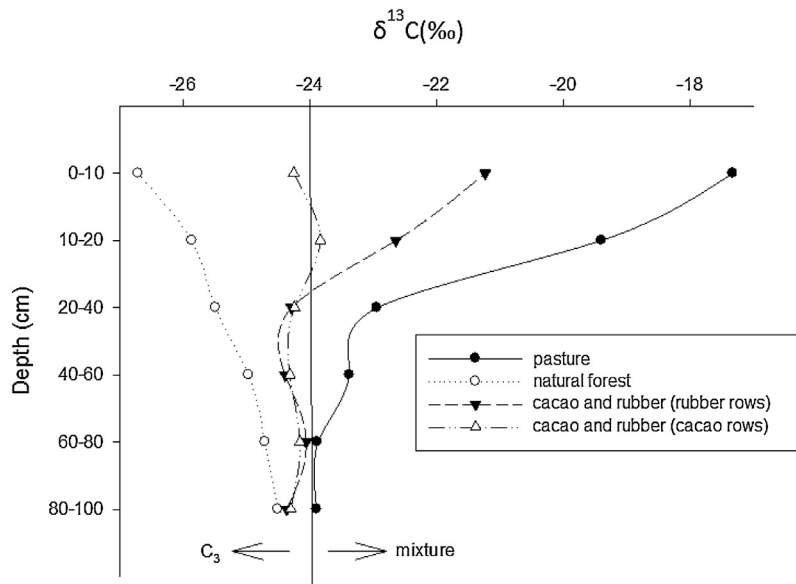 δ¹³C(‰)
-26 -24 -22 -20 -18
0-10
10-20
20-40
40-60
60-80
80-100
Depth (cm)
pasture
natural forest
cacao and rubber (rubber rows)
cacao and rubber (cacao rows)
C₃ mixture